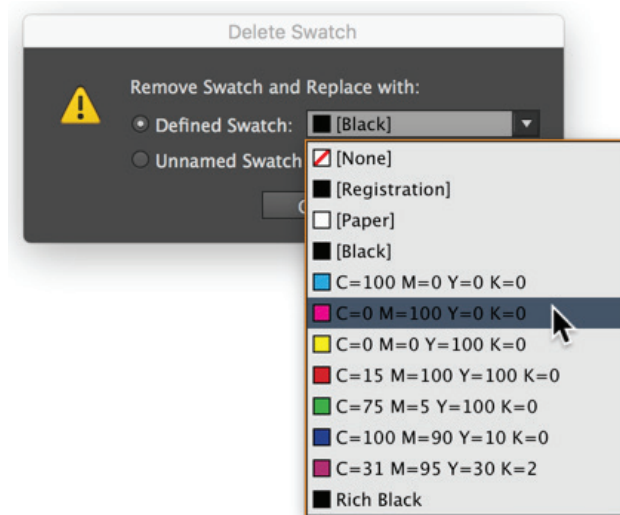 Delete Swatch
Remove Swatch and Replace with:
Defined Swatch: [Black]
Unnamed Swatch
[None]
[Registration]
[Paper]
[Black]
C=100 M=0 Y=0 K=0
C=0 M=100 Y=0 K=0
C=0 M=0 Y=100 K=0
C=15 M=100 Y=100 K=0
C=75 M=5 Y=100 K=0
C=100 M=90 Y=10 K=0
C=31 M=95 Y=30 K=2
Rich Black